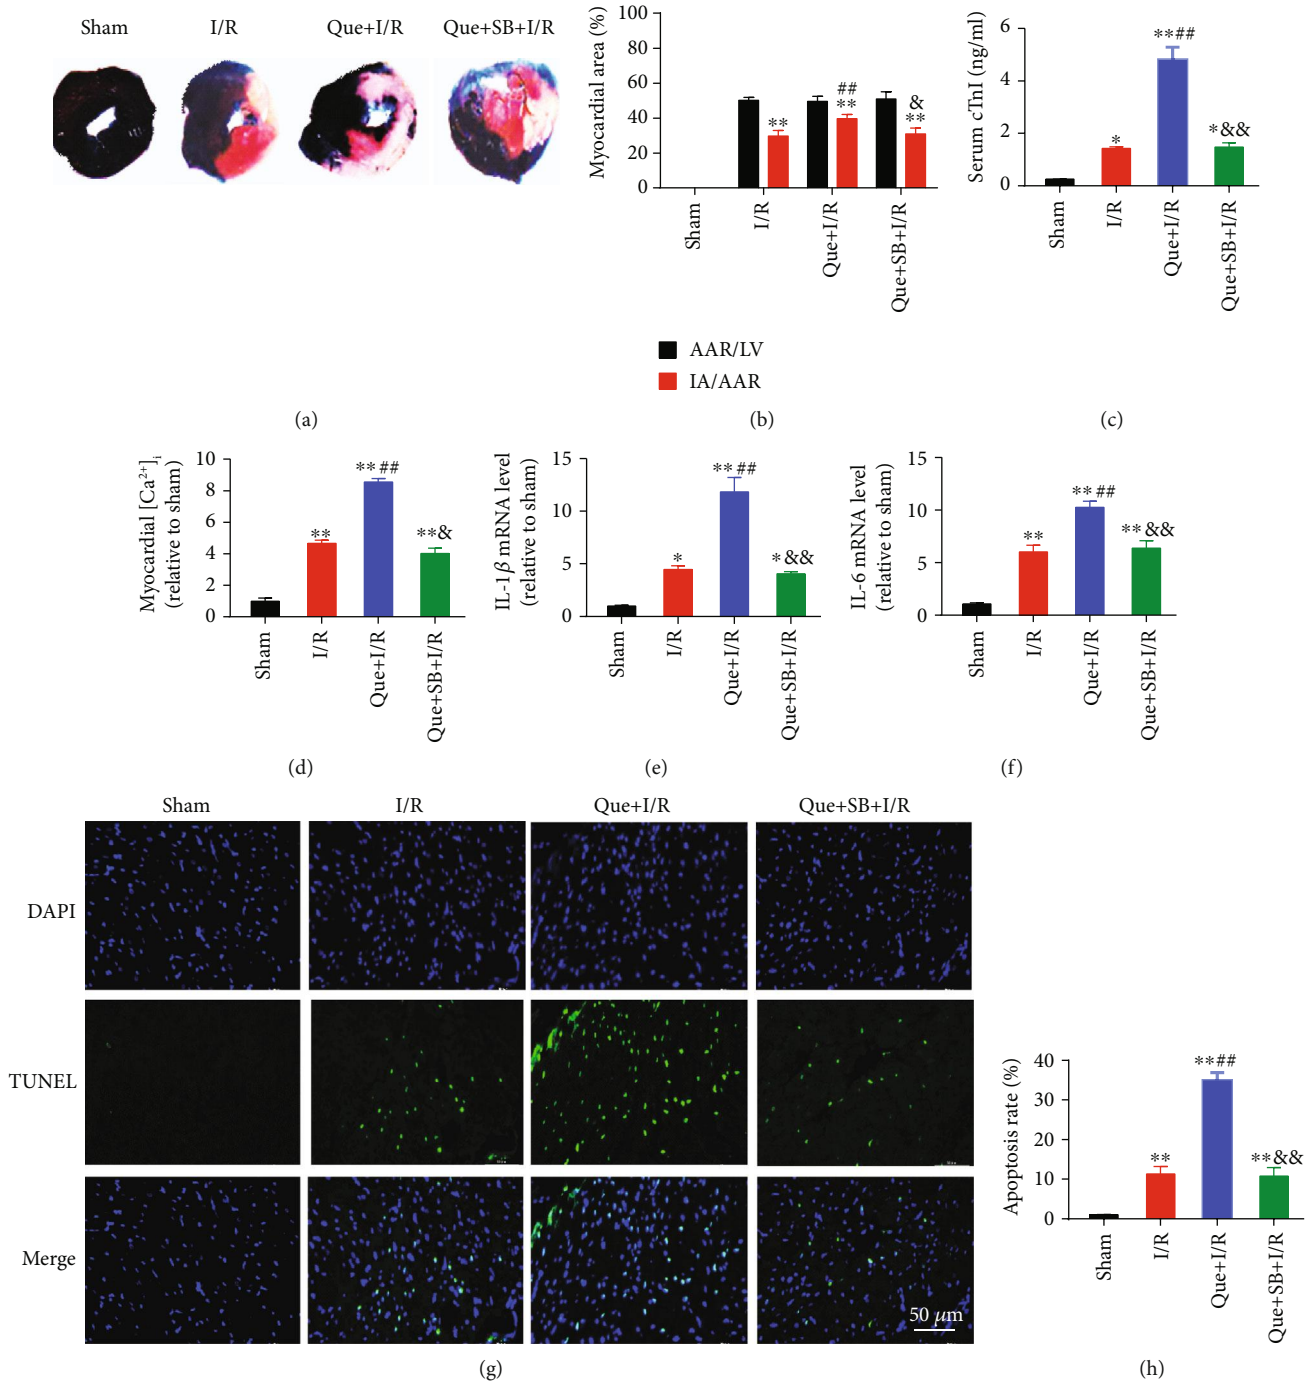 Sham I/R Que+I/R Que+SB+I/R
(a)
Myocardial area (%)
100
80
60
40
20
0
**
##
**
&
**
Sham
I/R
Que+I/R
Que+SB+I/R
AAR/LV
IA/AAR
(b)
Serum cTnI (ng/ml)
6
4
2
0
*
**##
*&&
Sham
I/R
Que+I/R
Que+SB+I/R
(c)
Myocardial [Ca²⁺]ᵢ
(relative to sham)
10
8
6
4
2
0
**
**##
**&
Sham
I/R
Que+I/R
Que+SB+I/R
(d)
IL-1β mRNA level
(relative to sham)
15
10
5
0
*
**##
*&&
Sham
I/R
Que+I/R
Que+SB+I/R
(e)
IL-6 mRNA level
(relative to sham)
15
10
5
0
**
**##
**&&
Sham
I/R
Que+I/R
Que+SB+I/R
(f)
Sham I/R Que+I/R Que+SB+I/R
DAPI
TUNEL
Merge
50 μm
(g)
Apoptosis rate (%)
40
30
20
10
0
**
**##
**&&
Sham
I/R
Que+I/R
Que+SB+I/R
(h)